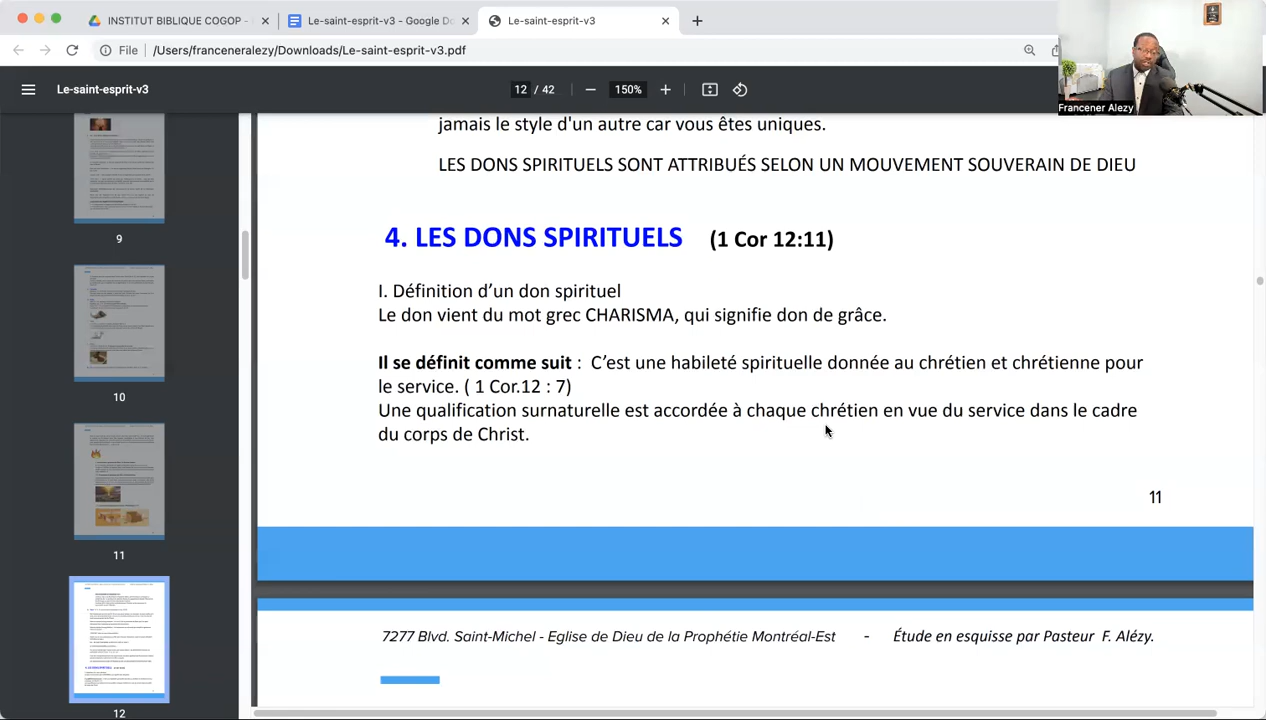 INSTITUT BIBLIQUE COGOP -
Le-saint-esprit-v3 - Google Do
Le-saint-esprit-v3
File
/Users/franceneralezy/Downloads/Le-saint-esprit-v3.pdf
Le-saint-esprit-v3
12 / 42
150%
Francener Alezy
jamais le style d'un autre car vous êtes uniques.
LES DONS SPIRITUELS SONT ATTRIBUÉS SELON UN MOUVEMENT SOUVERAIN DE DIEU
4. LES DONS SPIRITUELS (1 Cor 12:11)
I. Définition d’un don spirituel
Le don vient du mot grec CHARISMA, qui signifie don de grâce.
Il se définit comme suit : C’est une habileté spirituelle donnée au chrétien et chrétienne pour
le service. ( 1 Cor.12 : 7)
Une qualification surnaturelle est accordée à chaque chrétien en vue du service dans le cadre
du corps de Christ.
11
7277 Blvd. Saint-Michel - Eglise de Dieu de la Prophétie Montréal-Est - Étude en esquisse par Pasteur F. Alézy.
9
10
11
12